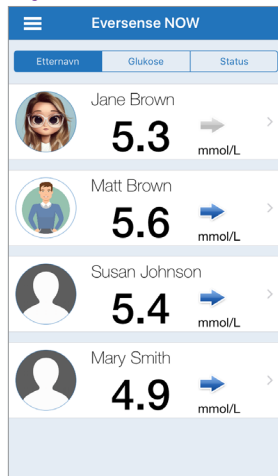 Eversense NOW
Etternavn Glukose Status
Jane Brown
5.3 mmol/L
Matt Brown
5.6 mmol/L
Susan Johnson
5.4 mmol/L
Mary Smith
4.9 mmol/L